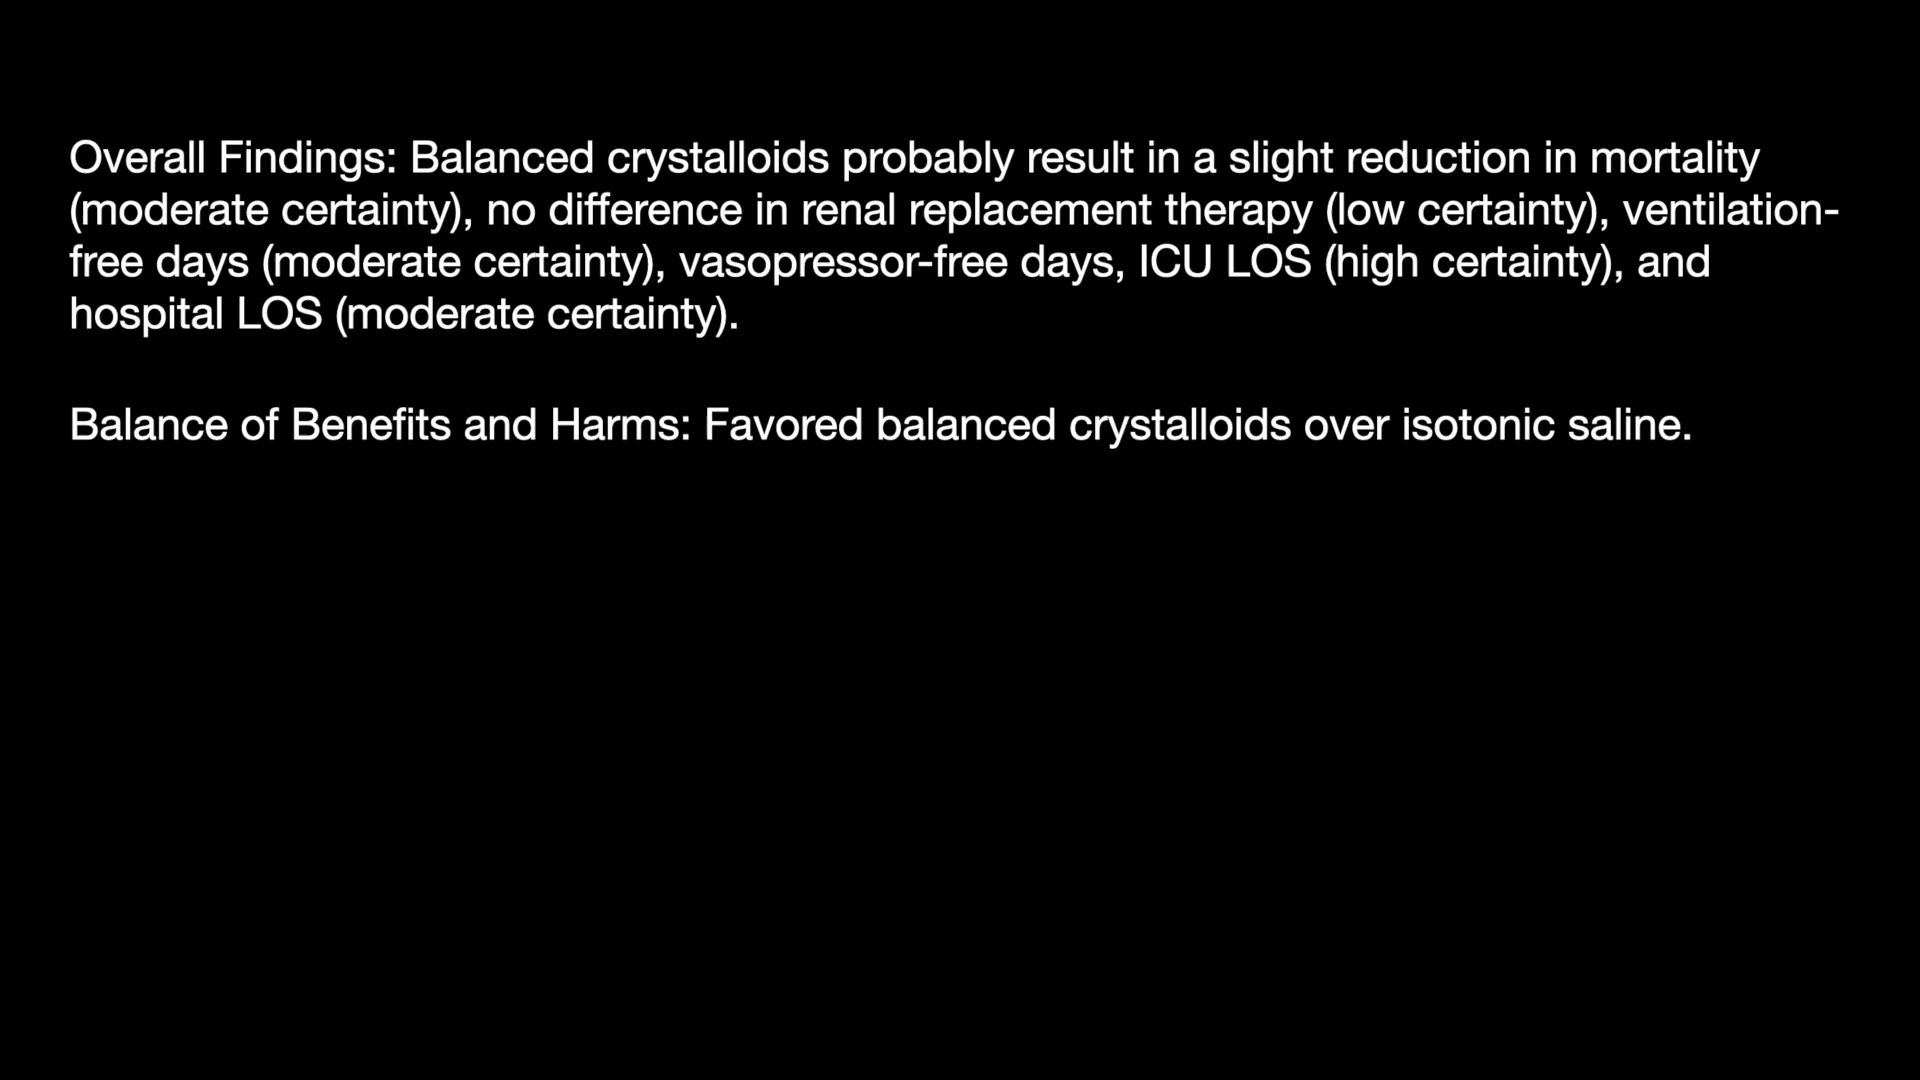 Overall Findings: Balanced crystalloids probably result in a slight reduction in mortality
(moderate certainty), no difference in renal replacement therapy (low certainty), ventilation-
free days (moderate certainty), vasopressor-free days, ICU LOS (high certainty), and
hospital LOS (moderate certainty).
Balance of Benefits and Harms: Favored balanced crystalloids over isotonic saline.